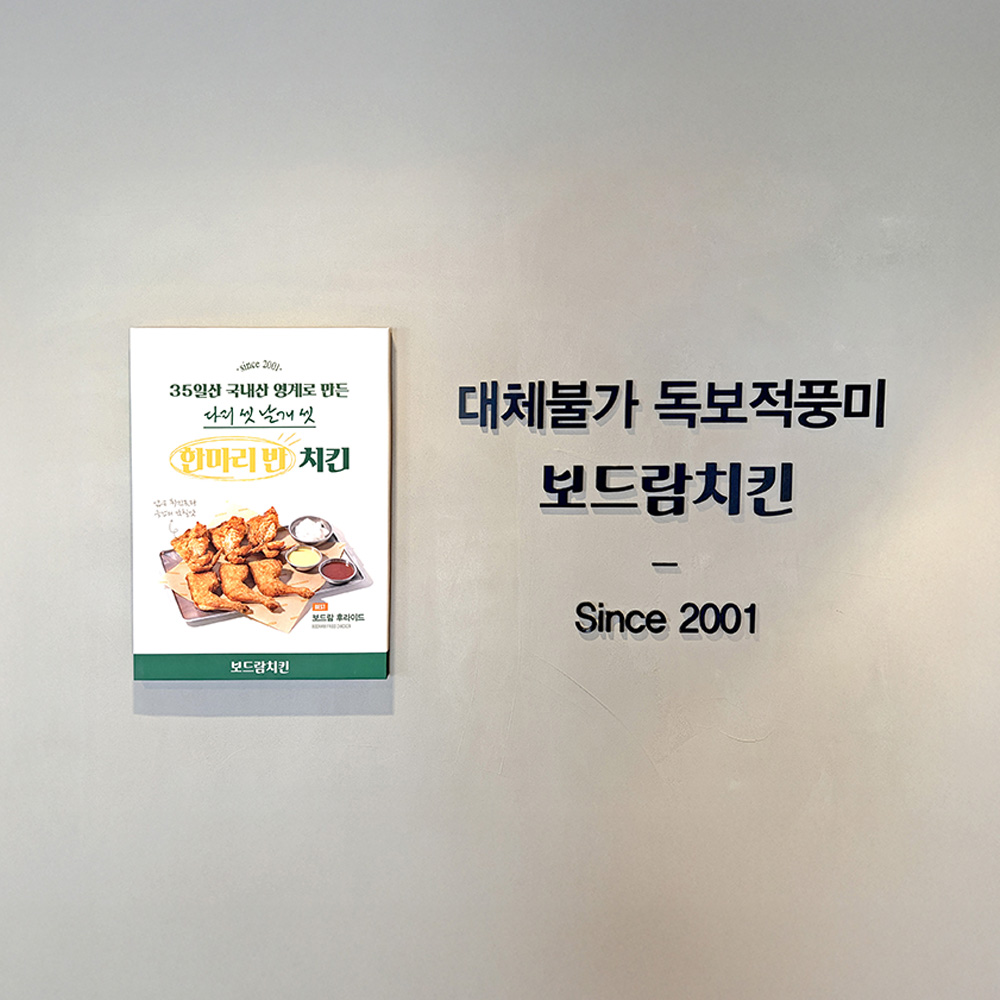 -since 2001-
35일산 국내산 영계로 만든
다리 셋 날개 셋
한마리 반 치킨
BEST
보드람 후라이드
보드람치킨
대체불가 독보적풍미
보드람치킨
Since 2001